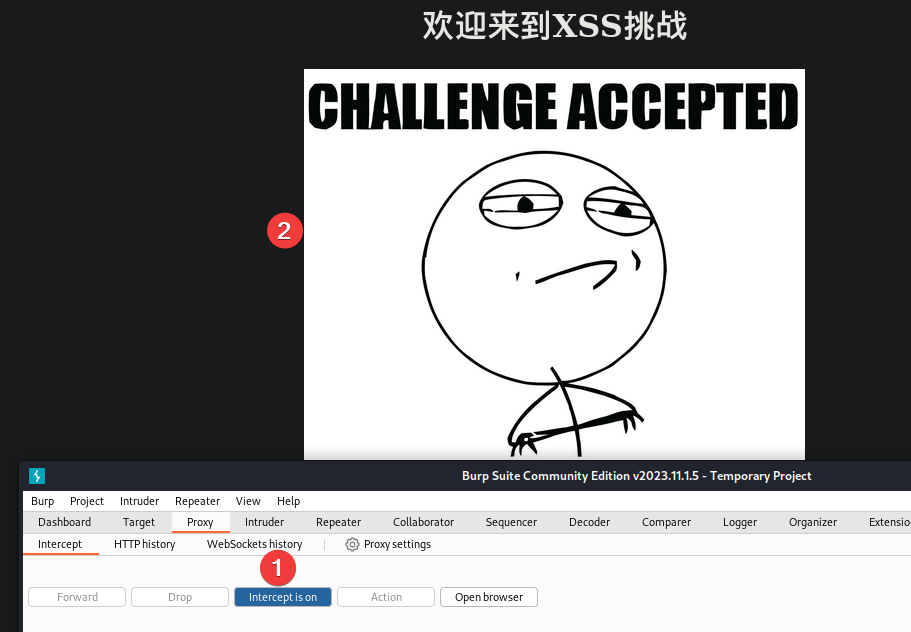 欢迎来到XSS挑战
CHALLENGE ACCEPTED
2
Burp Suite Community Edition v2023.11.1.5 - Temporary Project
Burp Project Intruder Repeater View Help
Dashboard Target Proxy Intruder Repeater Collaborator Sequencer Decoder Comparer Logger Organizer Extensio
Intercept HTTP history WebSockets history Proxy settings
1
Forward Drop Intercept is on Action Open browser